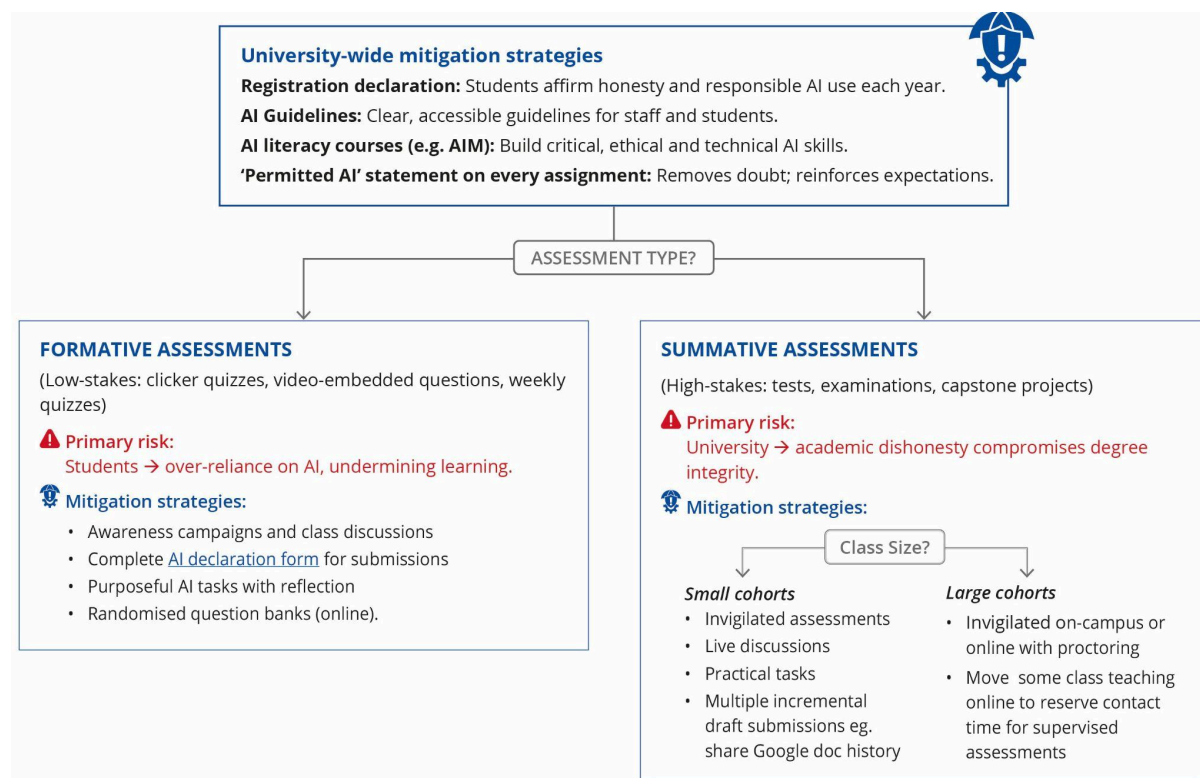 University-wide mitigation strategies
Registration declaration: Students affirm honesty and responsible AI use each year.
AI Guidelines: Clear, accessible guidelines for staff and students.
AI literacy courses (e.g. AIM): Build critical, ethical and technical AI skills.
‘Permitted AI’ statement on every assignment: Removes doubt; reinforces expectations.
ASSESSMENT TYPE?
FORMATIVE ASSESSMENTS
(Low-stakes: clicker quizzes, video-embedded questions, weekly
quizzes)
Primary risk:
Students → over-reliance on AI, undermining learning.
Mitigation strategies:
• Awareness campaigns and class discussions
• Complete AI declaration form for submissions
• Purposeful AI tasks with reflection
• Randomised question banks (online).
SUMMATIVE ASSESSMENTS
(High-stakes: tests, examinations, capstone projects)
Primary risk:
University → academic dishonesty compromises degree
integrity.
Mitigation strategies:
Class Size?
Small cohorts
• Invigilated assessments
• Live discussions
• Practical tasks
• Multiple incremental
draft submissions eg.
share Google doc history
Large cohorts
• Invigilated on-campus or
online with proctoring
• Move some class teaching
online to reserve contact
time for supervised
assessments